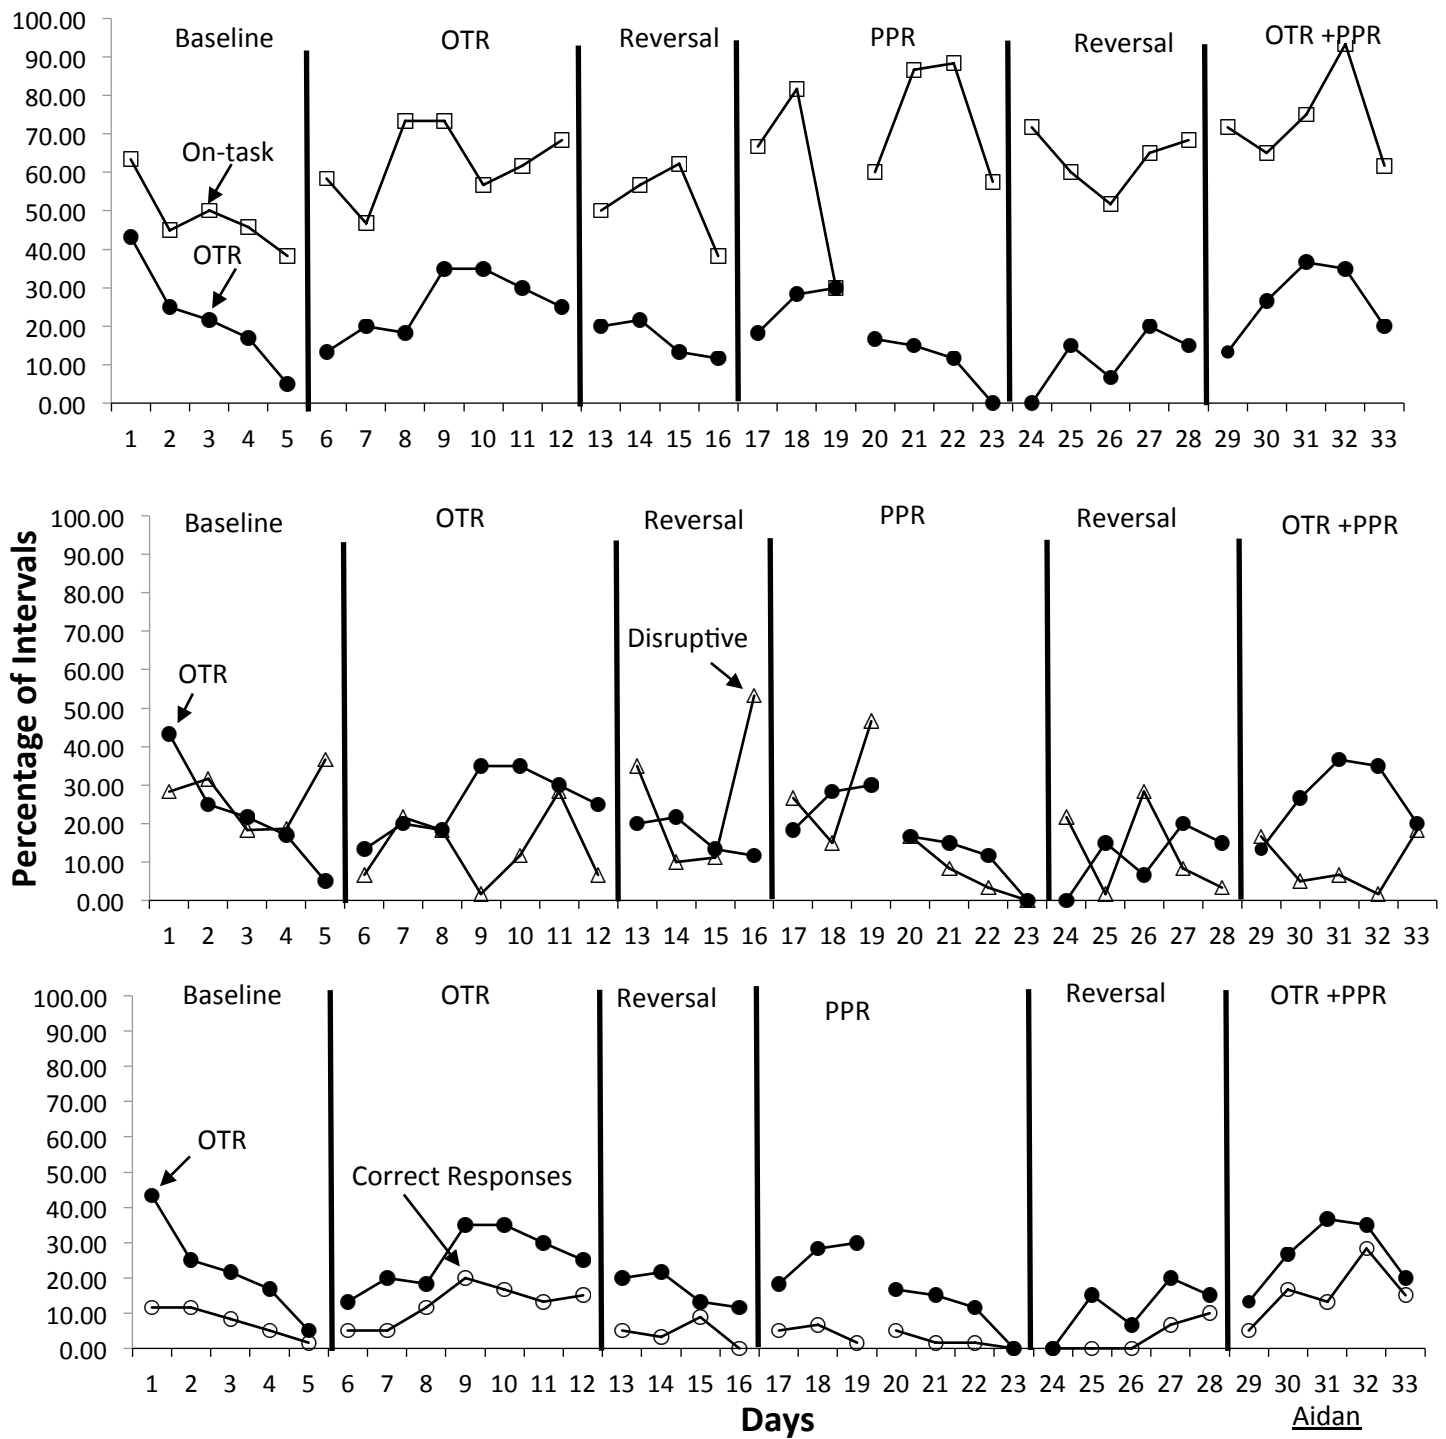 100.00
90.00
80.00
70.00
60.00
50.00
40.00
30.00
20.00
10.00
0.00
Baseline
OTR
Reversal
PPR
Reversal
OTR +PPR
On-task
OTR
1 2 3 4 5 6 7 8 9 10 11 12 13 14 15 16 17 18 19 20 21 22 23 24 25 26 27 28 29 30 31 32 33
Percentage of Intervals
100.00
90.00
80.00
70.00
60.00
50.00
40.00
30.00
20.00
10.00
0.00
Baseline
OTR
Reversal
PPR
Reversal
OTR +PPR
Disruptive
OTR
1 2 3 4 5 6 7 8 9 10 11 12 13 14 15 16 17 18 19 20 21 22 23 24 25 26 27 28 29 30 31 32 33
100.00
90.00
80.00
70.00
60.00
50.00
40.00
30.00
20.00
10.00
0.00
Baseline
OTR
Reversal
PPR
Reversal
OTR +PPR
OTR
Correct Responses
1 2 3 4 5 6 7 8 9 10 11 12 13 14 15 16 17 18 19 20 21 22 23 24 25 26 27 28 29 30 31 32 33
Days
Aidan